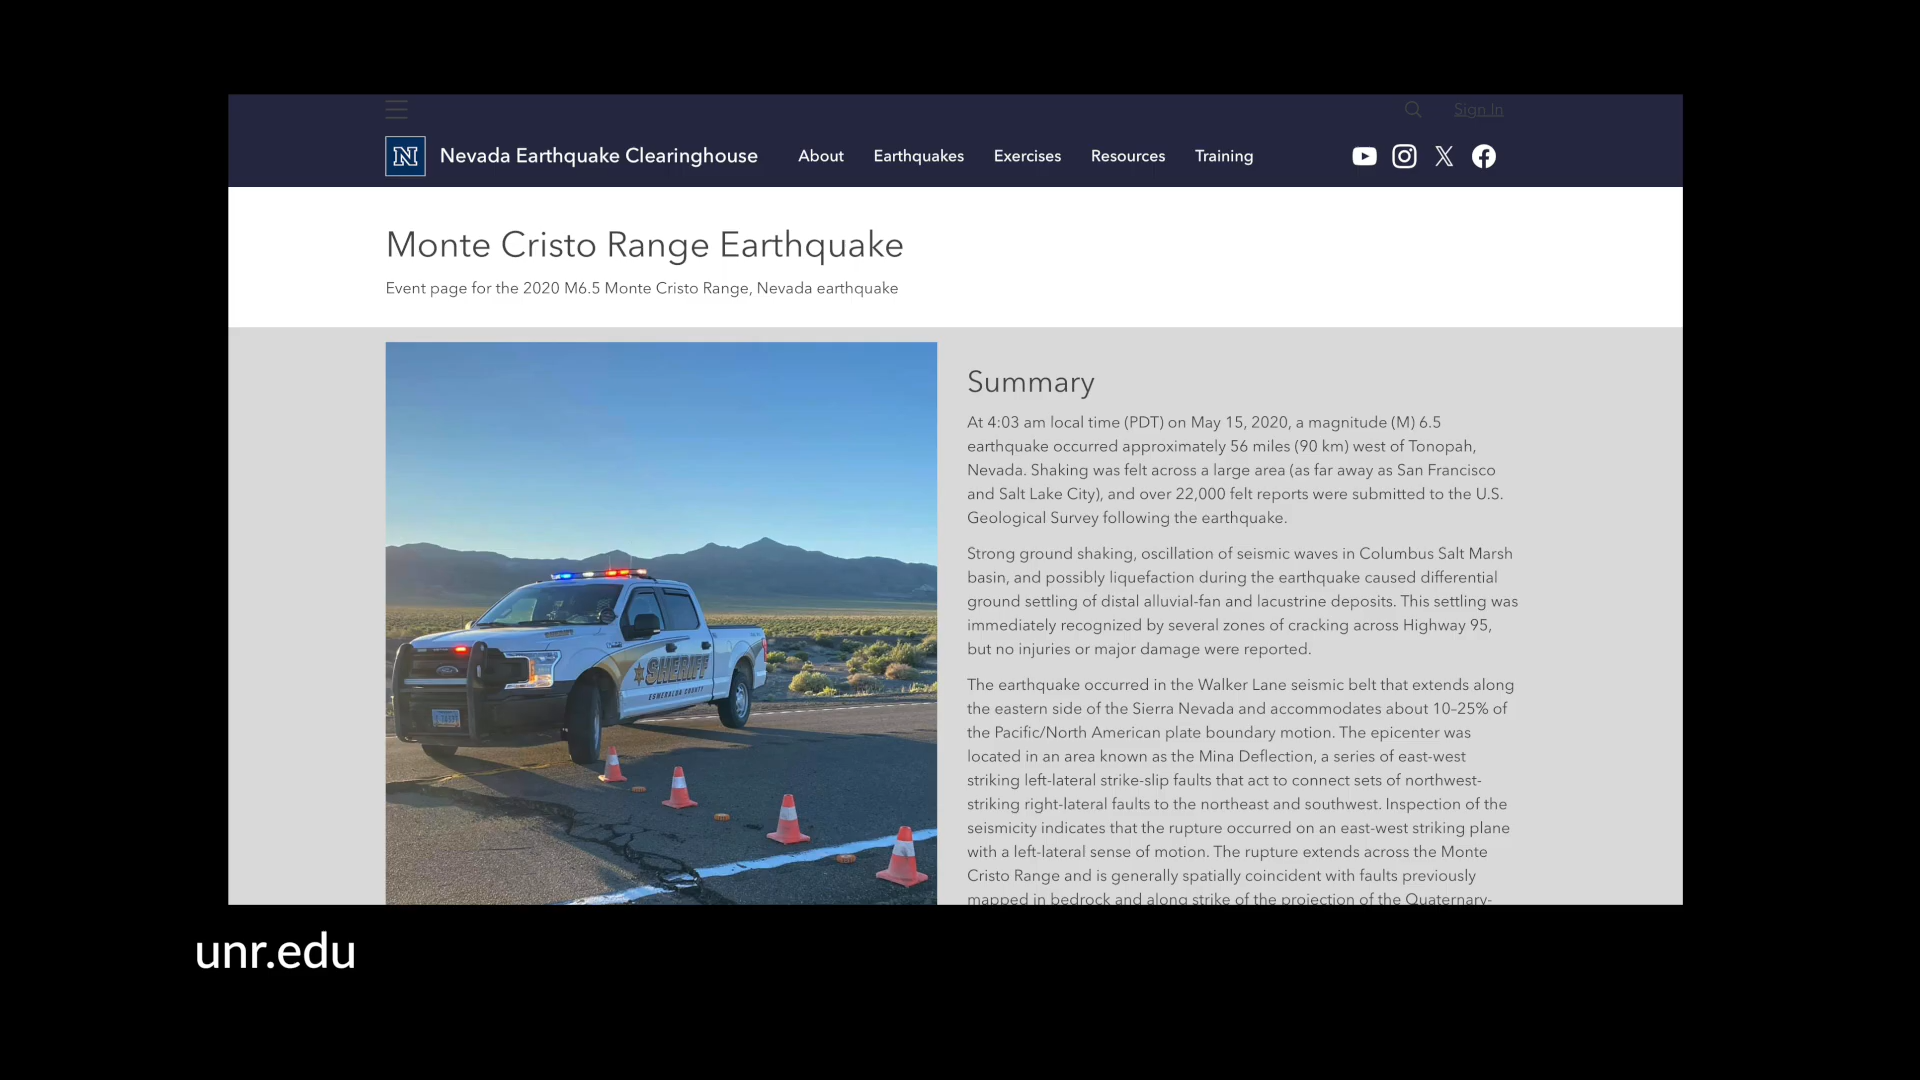 Sign In
N Nevada Earthquake Clearinghouse About Earthquakes Exercises Resources Training
Monte Cristo Range Earthquake
Event page for the 2020 M6.5 Monte Cristo Range, Nevada earthquake
SHERIFF
ESMERALDA COUNTY
Summary
At 4:03 am local time (PDT) on May 15, 2020, a magnitude (M) 6.5
earthquake occurred approximately 56 miles (90 km) west of Tonopah,
Nevada. Shaking was felt across a large area (as far away as San Francisco
and Salt Lake City), and over 22,000 felt reports were submitted to the U.S.
Geological Survey following the earthquake.
Strong ground shaking, oscillation of seismic waves in Columbus Salt Marsh
basin, and possibly liquefaction during the earthquake caused differential
ground settling of distal alluvial-fan and lacustrine deposits. This settling was
immediately recognized by several zones of cracking across Highway 95,
but no injuries or major damage were reported.
The earthquake occurred in the Walker Lane seismic belt that extends along
the eastern side of the Sierra Nevada and accommodates about 10–25% of
the Pacific/North American plate boundary motion. The epicenter was
located in an area known as the Mina Deflection, a series of east-west
striking left-lateral strike-slip faults that act to connect sets of northwest-
striking right-lateral faults to the northeast and southwest. Inspection of the
seismicity indicates that the rupture occurred on an east-west striking plane
with a left-lateral sense of motion. The rupture extends across the Monte
Cristo Range and is generally spatially coincident with faults previously
mapped in bedrock and along strike of the projection of the Quaternary-
unr.edu